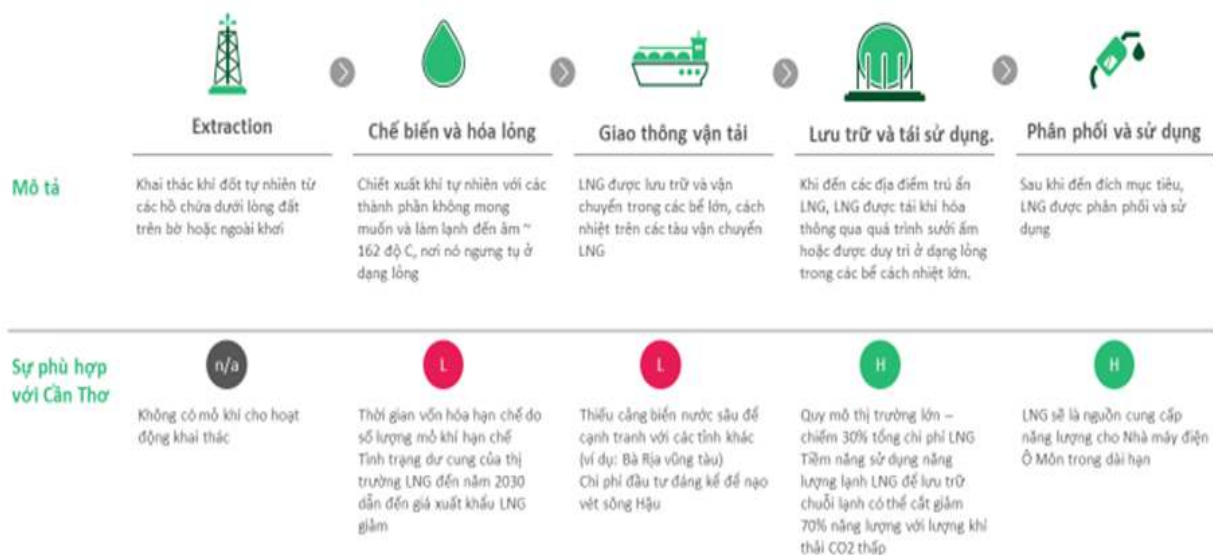 Extraction
Chế biến và hóa lỏng
Giao thông vận tải
Lưu trữ và tái sử dụng.
Phân phối và sử dụng
Mô tả
Khai thác khí đốt tự nhiên từ
các hồ chứa dưới lòng đất
trên bờ hoặc ngoài khơi
Chiết xuất khí tự nhiên với các
thành phần không mong
muốn và làm lạnh đến âm ~
162 độ C, nơi nó ngưng tụ ở
dạng lỏng
LNG được lưu trữ và vận
chuyển trong các bể lớn, cách
nhiệt trên các tàu vận chuyển
LNG
Khi đến các địa điểm trú ẩn
LNG, LNG được tái khí hóa
thông qua quá trình sưởi ấm
hoặc được duy trì ở dạng lỏng
trong các bể cách nhiệt lớn.
Sau khi đến đích mục tiêu,
LNG được phân phối và sử
dụng
Sự phù hợp
với Cần Thơ
n/a
Không có mỏ khí cho hoạt
động khai thác
L
Thời gian vốn hóa hạn chế do
số lượng mỏ khí hạn chế
Tình trạng dư cung của thị
trường LNG đến năm 2030
dẫn đến giá xuất khẩu LNG
giảm
L
Thiếu cảng biển nước sâu để
cạnh tranh với các tỉnh khác
(ví dụ: Bà Rịa vũng tàu)
Chi phí đầu tư đáng kể để nạo
vét sông Hậu
H
Quy mô thị trường lớn –
chiếm 30% tổng chi phí LNG
Tiềm năng sử dụng năng
lượng lạnh LNG để lưu trữ
chuỗi lạnh có thể cắt giảm
70% năng lượng với lượng khí
thải CO2 thấp
H
LNG sẽ là nguồn cung cấp
năng lượng cho Nhà máy điện
Ô Môn trong dài hạn